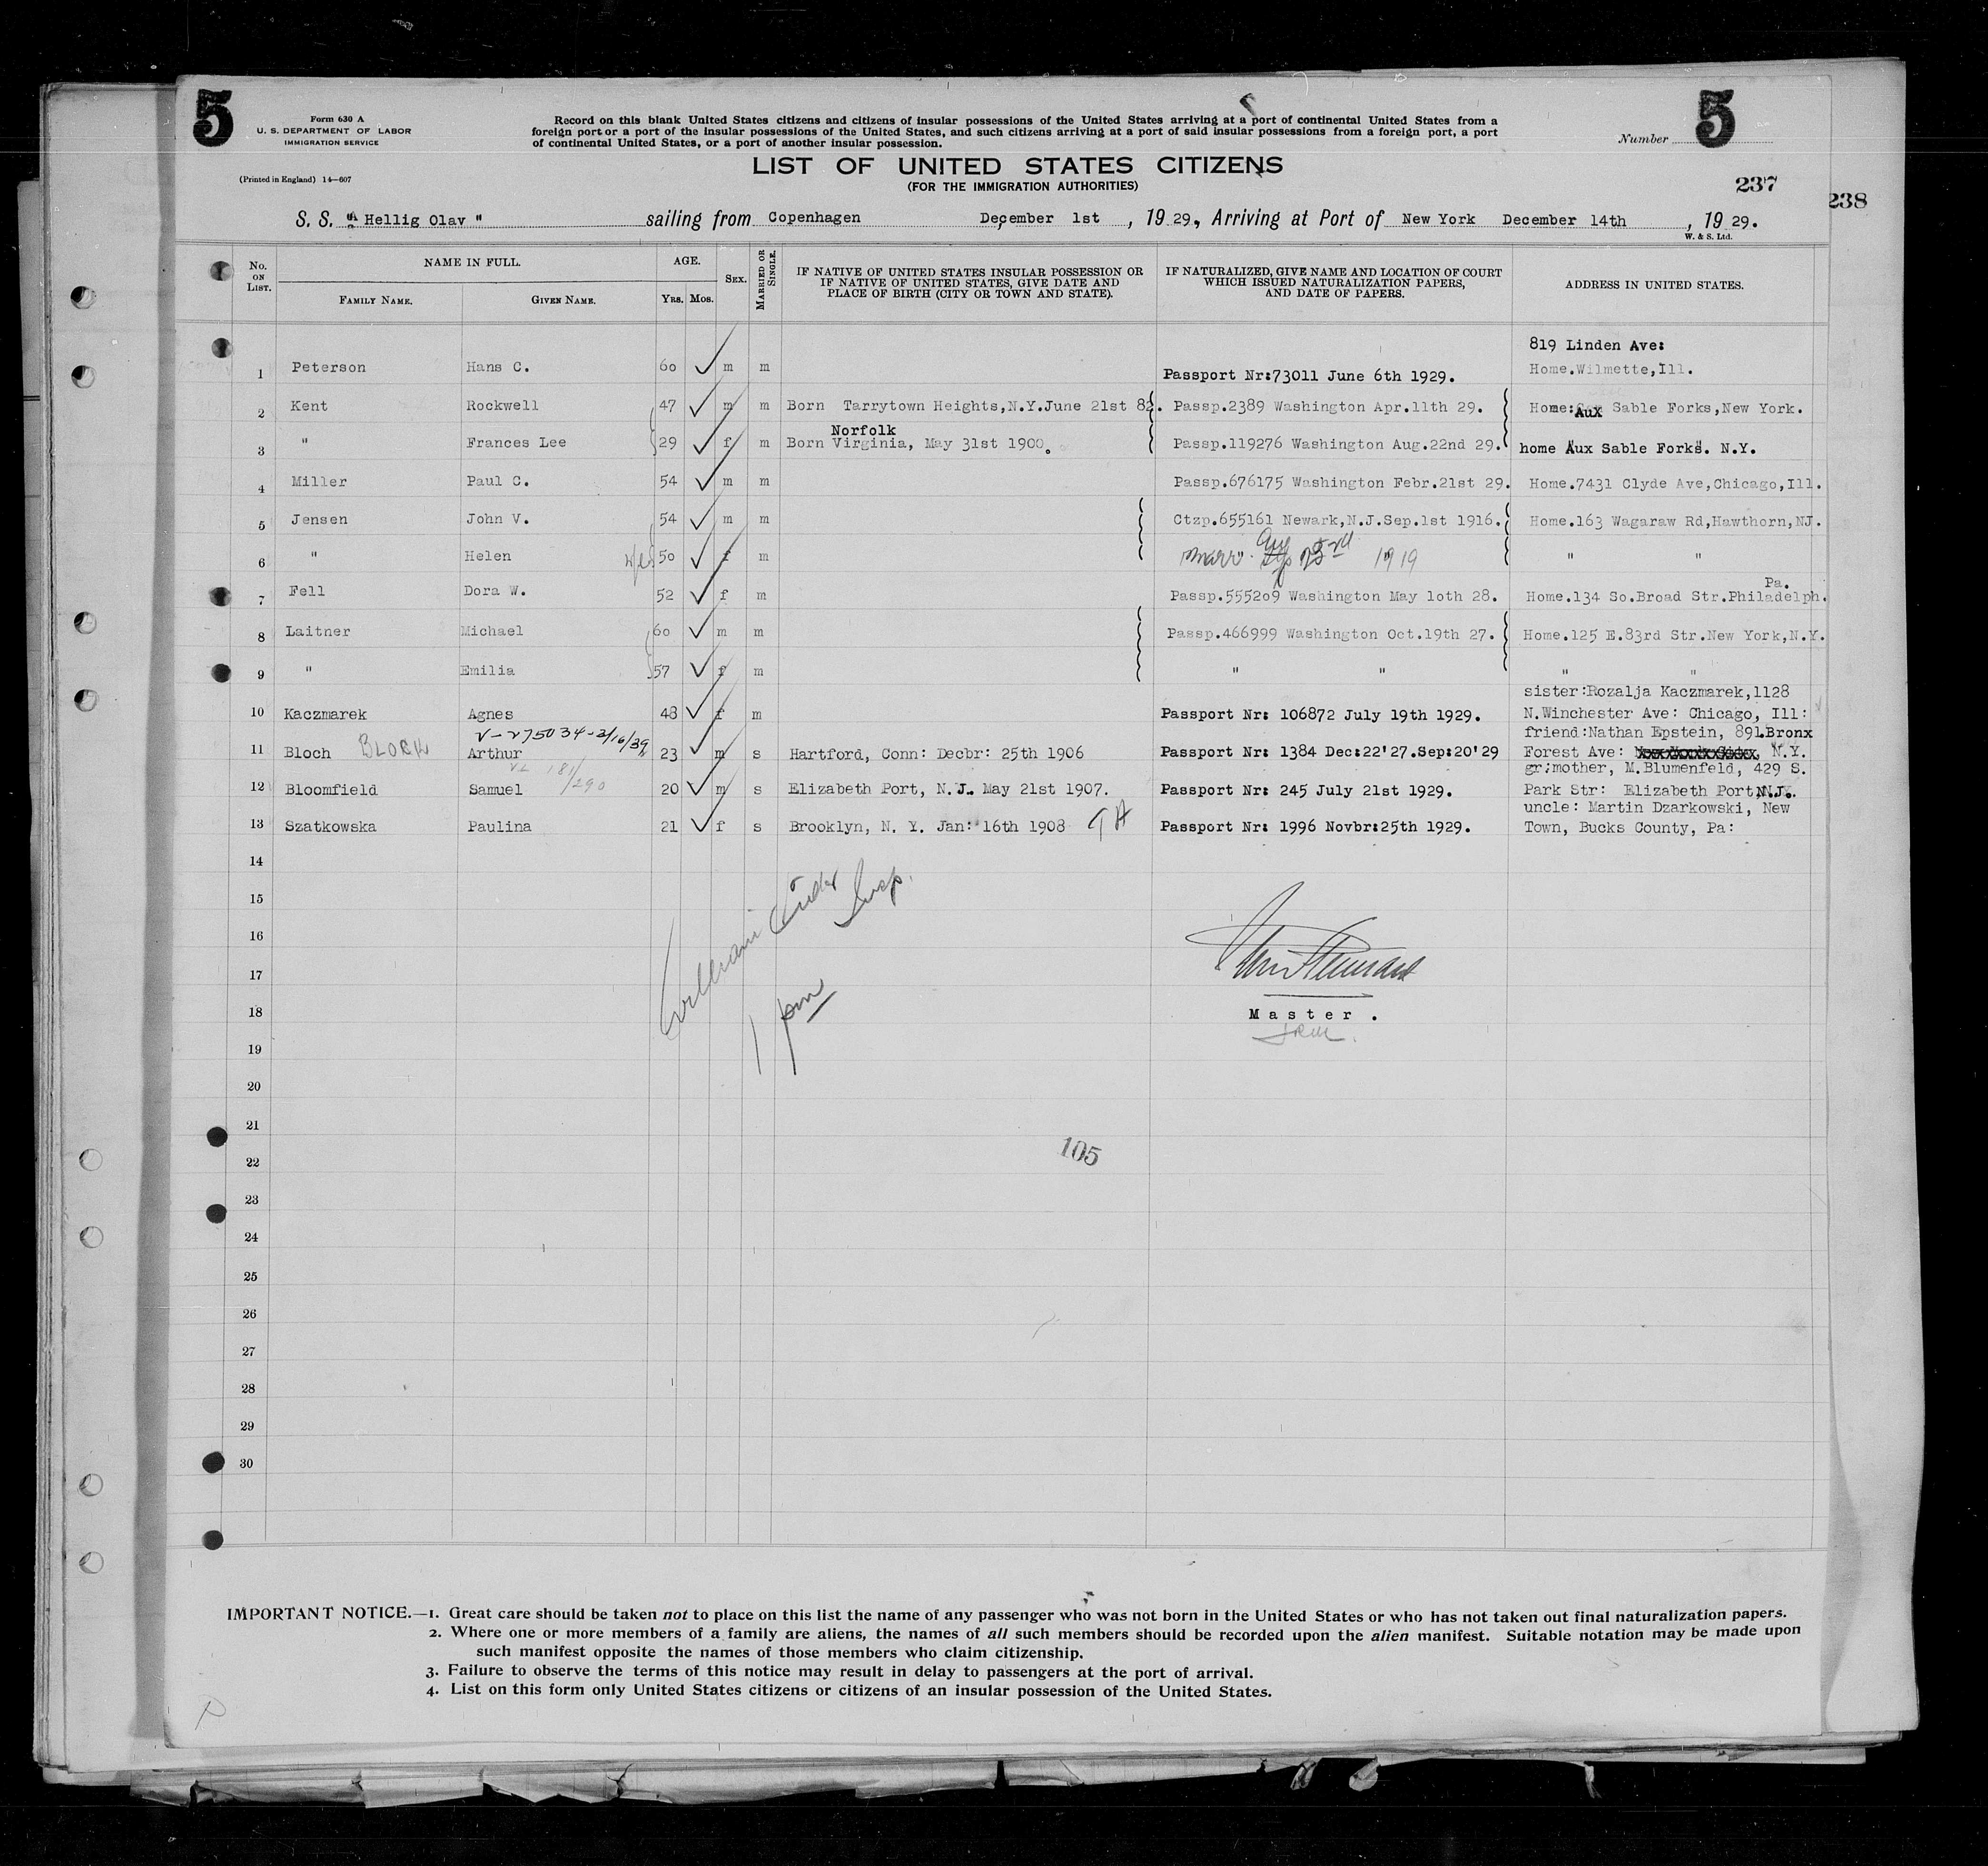 5
Form 630 A
U. S. DEPARTMENT OF LABOR
IMMIGRATION SERVICE
(Printed in England) 14—607
Record on this blank United States citizens and citizens of insular possessions of the United States arriving at a port of continental United States from a
foreign port or a port of the insular possessions of the United States, and such citizens arriving at a port of said insular possessions from a foreign port, a port
of continental United States, or a port of another insular possession.
Number 5
LIST OF UNITED STATES CITIZENS
(FOR THE IMMIGRATION AUTHORITIES)
237
238
S. S. " Hellig Olav " sailing from Copenhagen December 1st , 19 29., Arriving at Port of New York December 14th , 19 29.
W. & S. Ltd.
No. ON LIST.
NAME IN FULL.
FAMILY NAME.
GIVEN NAME.
AGE.
YRS. MOS.
SEX.
MARRIED OR SINGLE.
IF NATIVE OF UNITED STATES INSULAR POSSESSION OR
IF NATIVE OF UNITED STATES, GIVE DATE AND
PLACE OF BIRTH (CITY OR TOWN AND STATE).
IF NATURALIZED, GIVE NAME AND LOCATION OF COURT
WHICH ISSUED NATURALIZATION PAPERS,
AND DATE OF PAPERS.
ADDRESS IN UNITED STATES.
819 Linden Ave:
1 Peterson Hans C. 60 m m Passport Nr:73011 June 6th 1929. Home.Wilmette,Ill.
2 Kent Rockwell 47 m m Born Tarrytown Heights,N.Y.June 21st 82. Passp.2389 Washington Apr.11th 29. Home:Aux Sable Forks,New York.
Norfolk
3 " Frances Lee 29 f m Born Virginia, May 31st 1900. Passp.119276 Washington Aug.22nd 29. home Aux Sable Forks. N.Y.
4 Miller Paul C. 54 m m Passp.676175 Washington Febr.21st 29. Home.7431 Clyde Ave,Chicago,Ill.
5 Jensen John V. 54 m m Ctzp.655161 Newark,N.J.Sep.1st 1916. Home.163 Wagaraw Rd,Hawthorn,NJ.
6 " Helen 50 f m 1919 " "
Pa.
7 Fell Dora W. 52 f m Passp.555209 Washington May 1oth 28. Home.134 So.Broad Str.Philadelph.
8 Laitner Michael 60 m m Passp.466999 Washington Oct.19th 27. Home.125 E.83rd Str.New York,N.Y.
9 " Emilia 57 f m " " " "
sister:Rozalja Kaczmarek,1128
10 Kaczmarek Agnes 48 f m Passport Nr: 106872 July 19th 1929. N.Winchester Ave: Chicago, Ill:
V-275034-2/16/39
friend:Nathan Epstein, 891.Bronx
11 Bloch BLOCK Arthur 23 m s Hartford, Conn: Decbr: 25th 1906 Passport Nr: 1384 Dec:22'27.Sep:20'29 Forest Ave: N.Y.
181/290
gr;mother, M.Blumenfeld, 429 S.
12 Bloomfield Samuel 20 m s Elizabeth Port, N.J. May 21st 1907. Passport Nr: 245 July 21st 1929. Park Str: Elizabeth Port,N.J.
uncle: Martin Dzarkowski, New
13 Szatkowska Paulina 21 f s Brooklyn, N. Y. Jan: 16th 1908 Passport Nr: 1996 Novbr:25th 1929. Town, Bucks County, Pa:
14
15
16
17
18
19
20
21
22
23
24
25
26
27
28
29
30
Insp.
1 pm
Master.
105
IMPORTANT NOTICE.—1. Great care should be taken not to place on this list the name of any passenger who was not born in the United States or who has not taken out final naturalization papers.
2. Where one or more members of a family are aliens, the names of all such members should be recorded upon the alien manifest. Suitable notation may be made upon
such manifest opposite the names of those members who claim citizenship.
3. Failure to observe the terms of this notice may result in delay to passengers at the port of arrival.
4. List on this form only United States citizens or citizens of an insular possession of the United States.